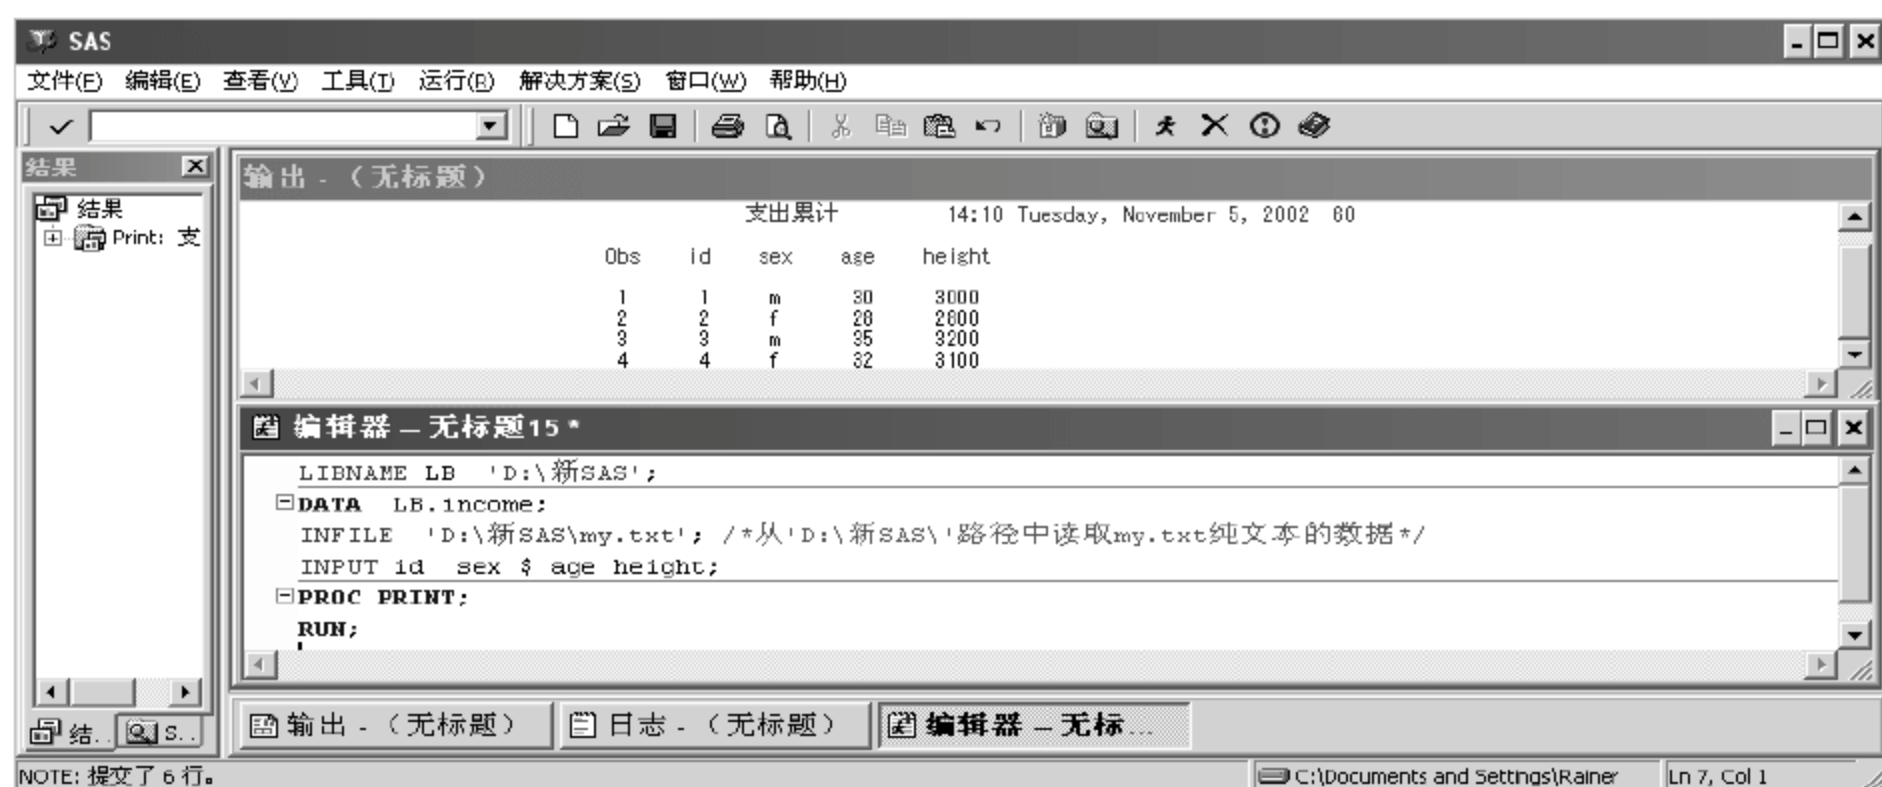 SAS
文件(F) 编辑(E) 查看(V) 工具(T) 运行(R) 解决方案(S) 窗口(W) 帮助(H)
结果
结果
Print: 支
输出 - （无标题）
支出累计 14:10 Tuesday, November 5, 2002 60
Obs id sex age height
1 1 m 30 3000
2 2 f 28 2800
3 3 m 35 3200
4 4 f 32 3100
编辑器 – 无标题15 *
LIBNAME LB 'D:\新SAS';
DATA LB.income;
INFILE 'D:\新SAS\my.txt'; /*从'D:\新SAS\'路径中读取my.txt纯文本的数据*/
INPUT id sex $ age height;
PROC PRINT;
RUN;
结.. S..
输出 - （无标题） 日志 - （无标题） 编辑器 – 无标...
NOTE: 提交了 6 行。 C:\Documents and Settings\Rainer Ln 7, Col 1